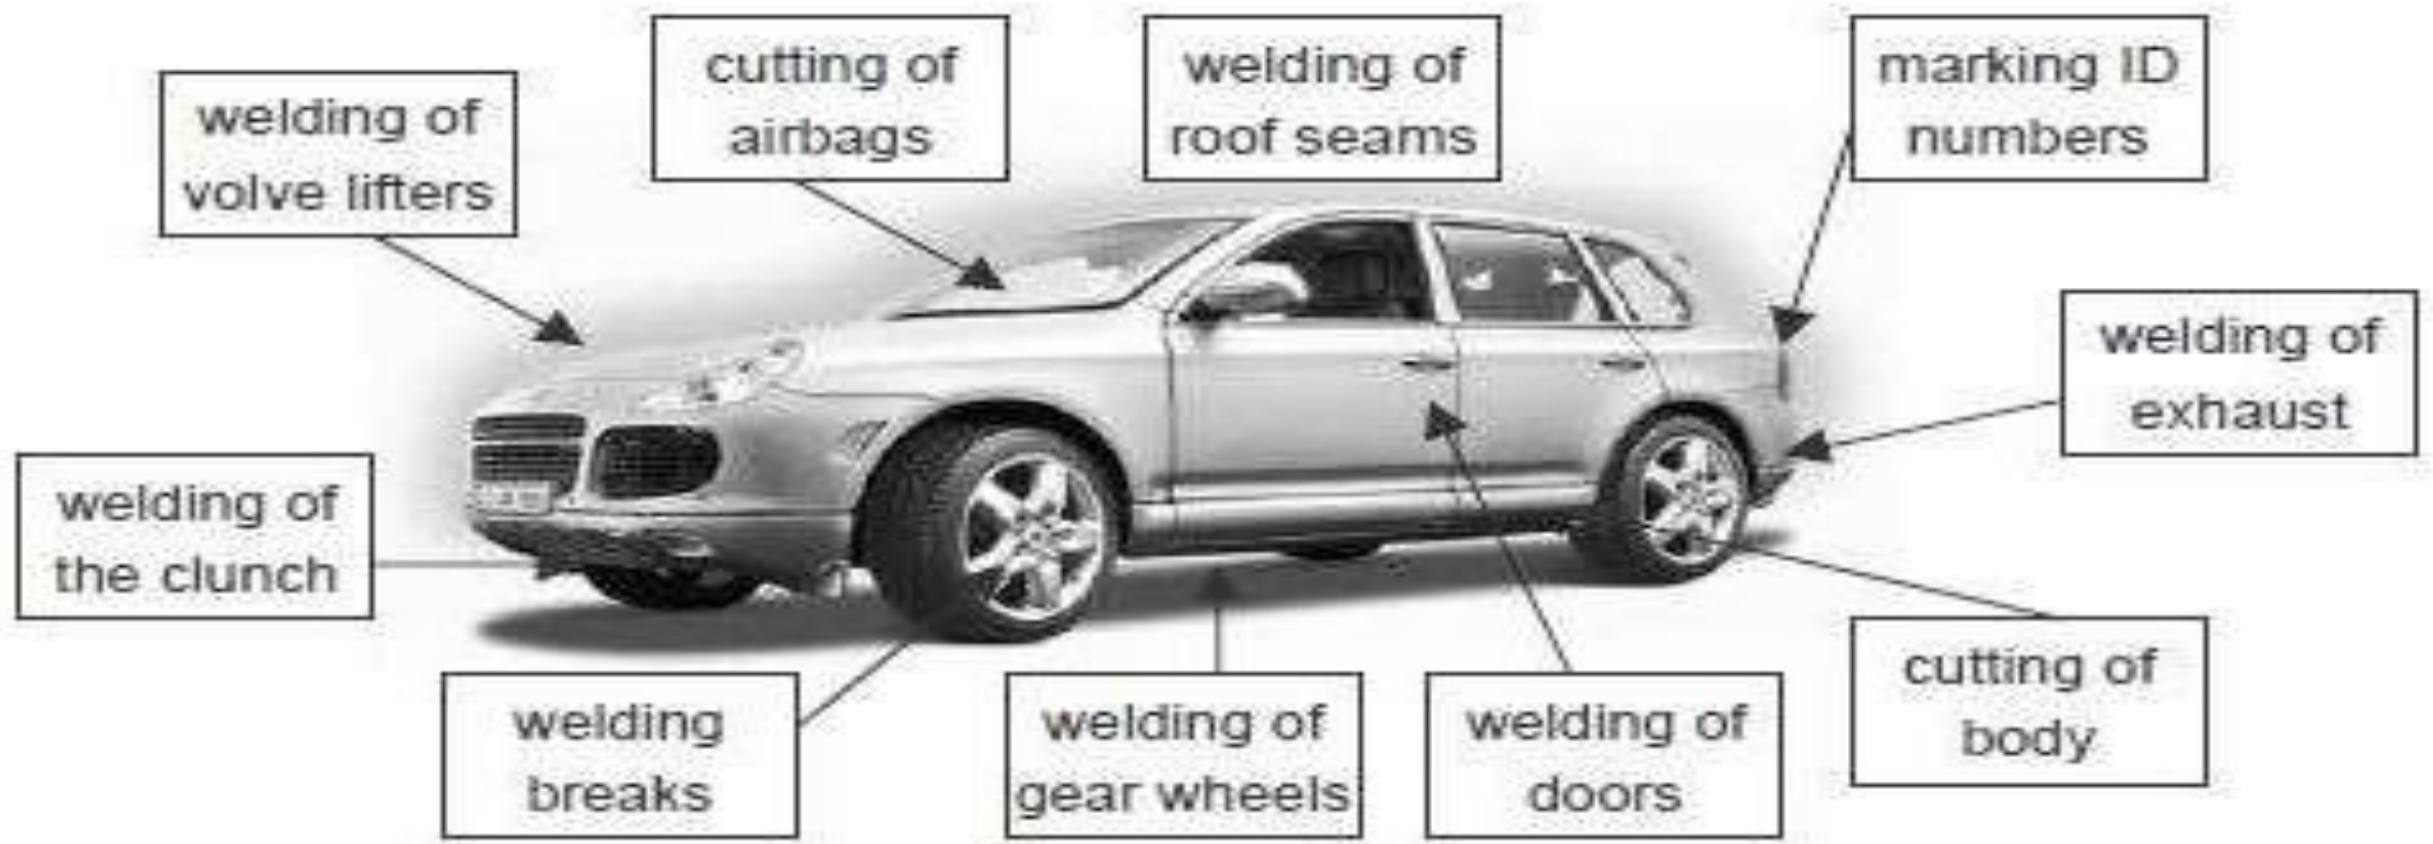 welding of
volve lifters
cutting of
airbags
welding of
roof seams
marking ID
numbers
welding of
exhaust
welding of
the clunch
welding
breaks
welding of
gear wheels
welding of
doors
cutting of
body